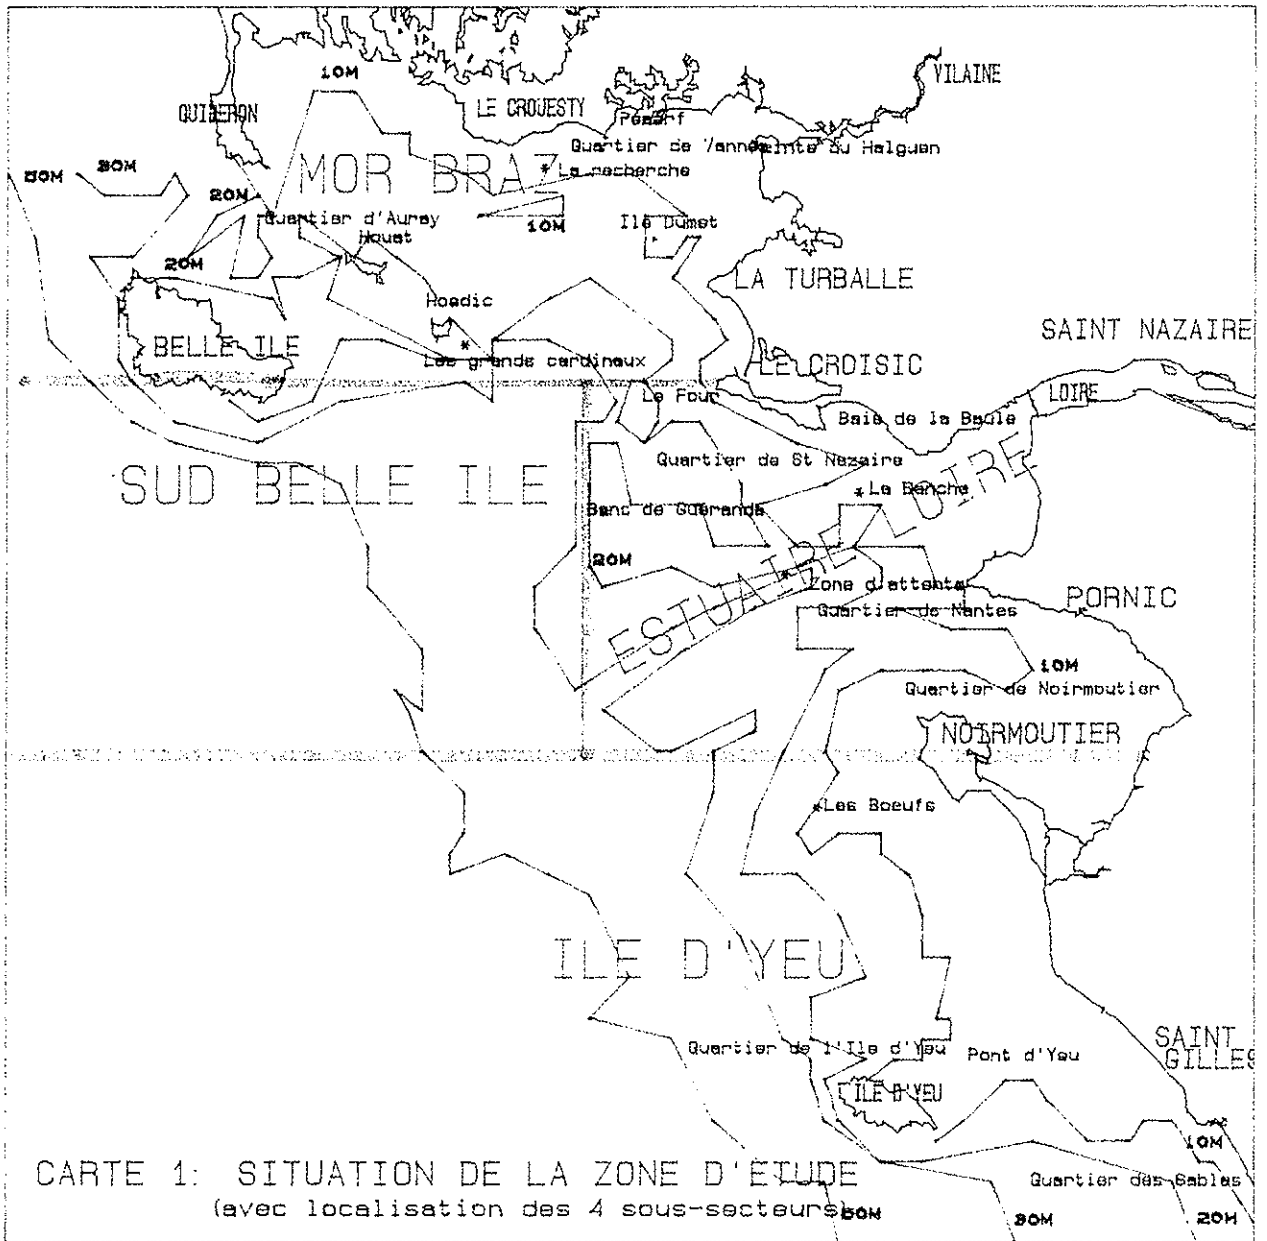 VILAINE
10M
LE CROUESTY
QUIBERON
Penerf
Quartier de Vannes
Pointe du Halguen
MOR BRAZ
* La recherche
50M
30M
20M
Quartier d'Auray
10M
Ile Dumet
Houat
20M
LA TURBALLE
Hoedic
SAINT NAZAIRE
BELLE ILE
*
Les grands cardinaux
LE CROISIC
Le Four
LOIRE
Baie de la Baule
SUD BELLE ILE
Quartier de St Nazaire
* La Banche
Banc de Guerande
20M
ESTUAIRE LOIRE
* Zone d'attente
PORNIC
Quartier de Nantes
10M
Quartier de Noirmoutier
NOIRMOUTIER
*Les Boeufs
ILE D'YEU
Quartier de l'Ile d'Yeu
Pont d'Yeu
SAINT
GILLES
ILE D'YEU
10M
CARTE 1: SITUATION DE LA ZONE D'ETUDE
Quartier des Sables
(avec localisation des 4 sous-secteurs)
50M
30M
20M